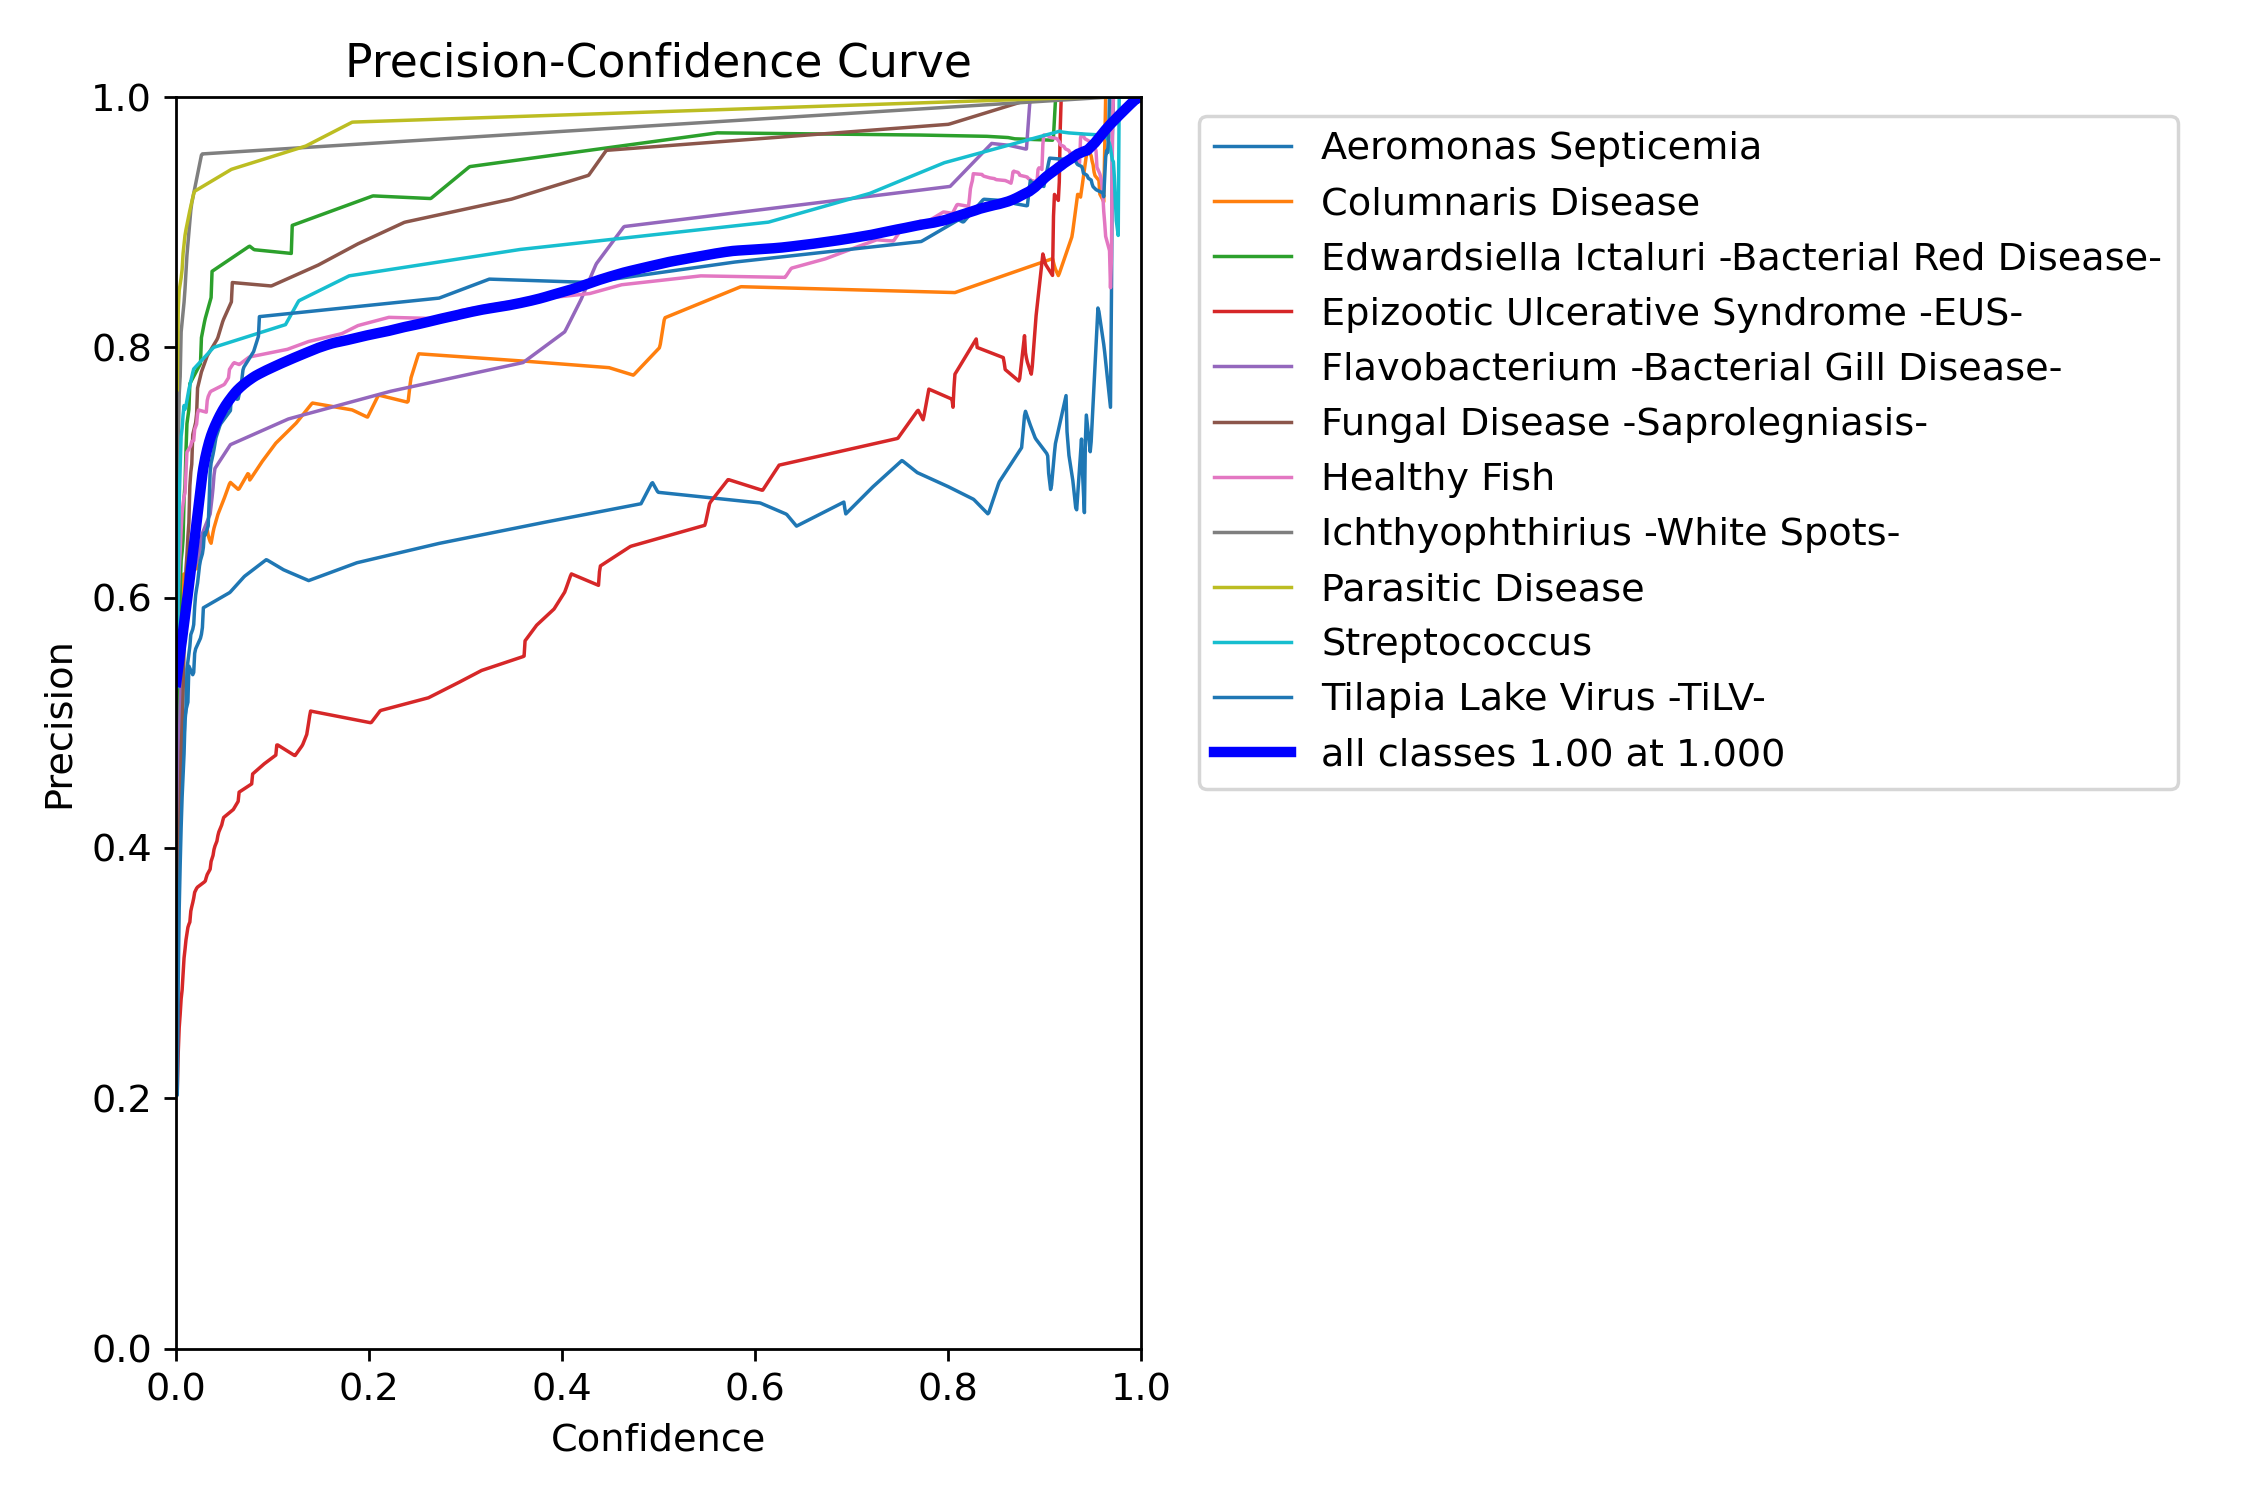 Precision-Confidence Curve
1.0
0.8
0.6
0.4
0.2
0.0
Precision
0.0 0.2 0.4 0.6 0.8 1.0
Confidence
Aeromonas Septicemia
Columnaris Disease
Edwardsiella Ictaluri -Bacterial Red Disease-
Epizootic Ulcerative Syndrome -EUS-
Flavobacterium -Bacterial Gill Disease-
Fungal Disease -Saprolegniasis-
Healthy Fish
Ichthyophthirius -White Spots-
Parasitic Disease
Streptococcus
Tilapia Lake Virus -TiLV-
all classes 1.00 at 1.000